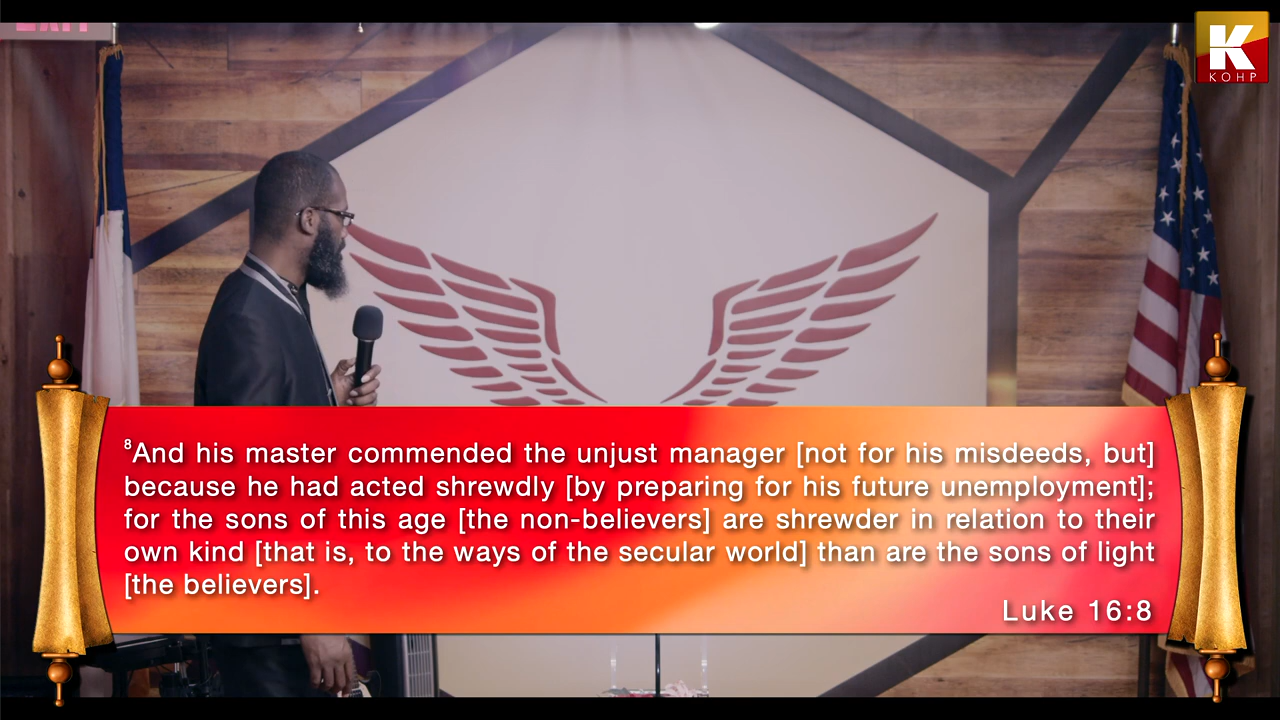 EXIT
K
KOHP
⁸And his master commended the unjust manager [not for his misdeeds, but]
because he had acted shrewdly [by preparing for his future unemployment];
for the sons of this age [the non-believers] are shrewder in relation to their
own kind [that is, to the ways of the secular world] than are the sons of light
[the believers].
Luke 16:8